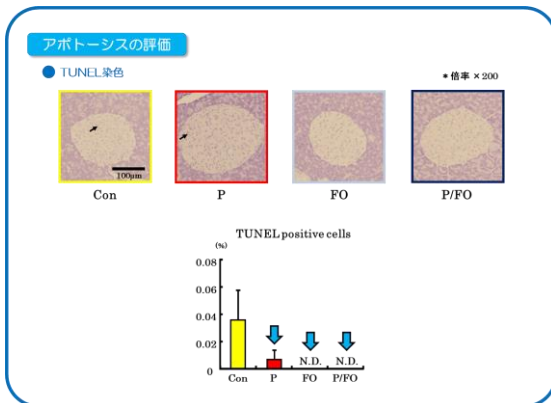 アポトーシスの評価
● TUNEL染色
＊倍率 ×200
100μm
Con P FO P/FO
TUNEL positive cells
(%)
0.08
0.06
0.04
0.02
0
N.D. N.D.
Con P FO P/FO